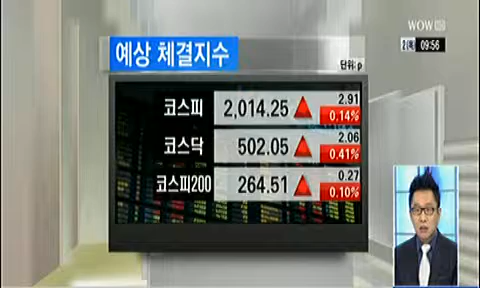 WOW
2(목) 09:56
예상 체결지수
단위:p
코스피 2,014.25 ▲ 2.91 0.14%
코스닥 502.05 ▲ 2.06 0.41%
코스피200 264.51 ▲ 0.27 0.10%